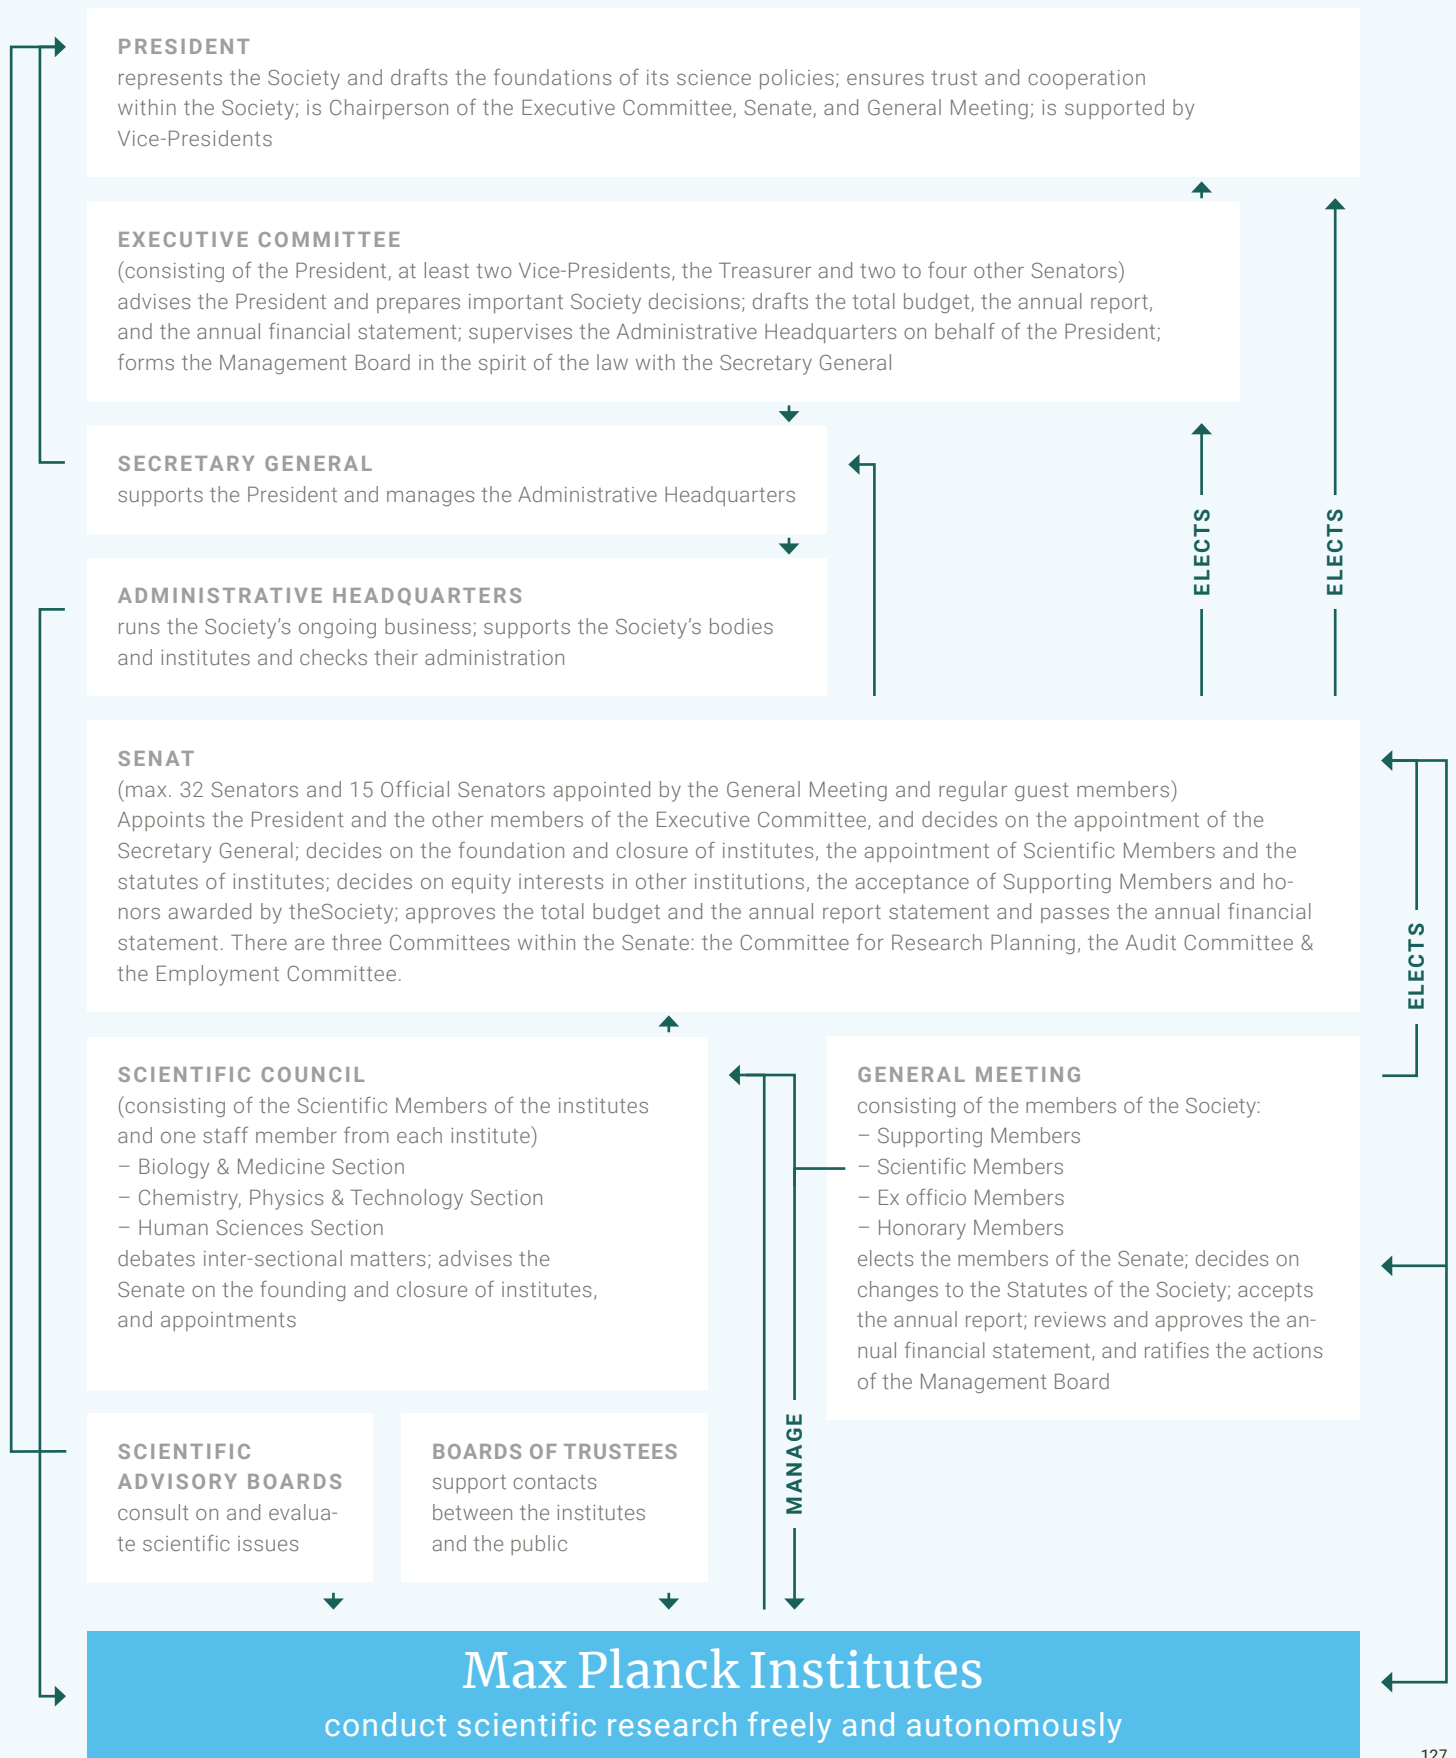 PRESIDENT
represents the Society and drafts the foundations of its science policies; ensures trust and cooperation
within the Society; is Chairperson of the Executive Committee, Senate, and General Meeting; is supported by
Vice-Presidents
EXECUTIVE COMMITTEE
(consisting of the President, at least two Vice-Presidents, the Treasurer and two to four other Senators)
advises the President and prepares important Society decisions; drafts the total budget, the annual report,
and the annual financial statement; supervises the Administrative Headquarters on behalf of the President;
forms the Management Board in the spirit of the law with the Secretary General
SECRETARY GENERAL
supports the President and manages the Administrative Headquarters
ELECTS
ELECTS
ADMINISTRATIVE HEADQUARTERS
runs the Society’s ongoing business; supports the Society’s bodies
and institutes and checks their administration
SENAT
(max. 32 Senators and 15 Official Senators appointed by the General Meeting and regular guest members)
Appoints the President and the other members of the Executive Committee, and decides on the appointment of the
Secretary General; decides on the foundation and closure of institutes, the appointment of Scientific Members and the
statutes of institutes; decides on equity interests in other institutions, the acceptance of Supporting Members and ho-
nors awarded by theSociety; approves the total budget and the annual report statement and passes the annual financial
statement. There are three Committees within the Senate: the Committee for Research Planning, the Audit Committee &
the Employment Committee.
ELECTS
SCIENTIFIC COUNCIL
(consisting of the Scientific Members of the institutes
and one staff member from each institute)
– Biology & Medicine Section
– Chemistry, Physics & Technology Section
– Human Sciences Section
debates inter-sectional matters; advises the
Senate on the founding and closure of institutes,
and appointments
GENERAL MEETING
consisting of the members of the Society:
– Supporting Members
– Scientific Members
– Ex officio Members
– Honorary Members
elects the members of the Senate; decides on
changes to the Statutes of the Society; accepts
the annual report; reviews and approves the an-
nual financial statement, and ratifies the actions
of the Management Board
SCIENTIFIC
ADVISORY BOARDS
consult on and evalua-
te scientific issues
BOARDS OF TRUSTEES
support contacts
between the institutes
and the public
MANAGE
Max Planck Institutes
conduct scientific research freely and autonomously
127